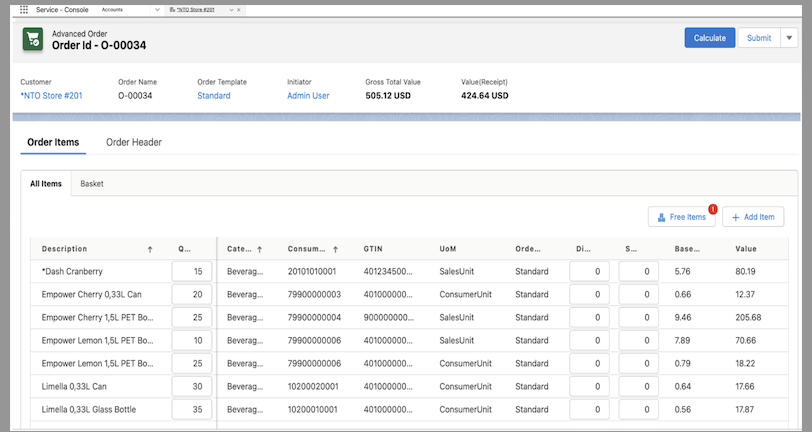 Service - Console Accounts *NTO Store #201
Advanced Order
Order Id - O-00034
Calculate Submit
Customer Order Name Order Template Initiator Gross Total Value Value(Receipt)
*NTO Store #201 O-00034 Standard Admin User 505.12 USD 424.64 USD
Order Items Order Header
All Items Basket
Free Items 1 + Add Item
Description Q... Cate... Consum... GTIN UoM Orde... Di... S... Base... Value
*Dash Cranberry 15 Beverag... 20101010001 401234500... SalesUnit Standard 0 0 5.76 80.19
Empower Cherry 0,33L Can 20 Beverag... 79900000003 401000000... ConsumerUnit Standard 0 0 0.66 12.37
Empower Cherry 1,5L PET Bo... 25 Beverag... 79900000004 900000000... SalesUnit Standard 0 0 9.46 205.68
Empower Lemon 1,5L PET Bo... 10 Beverag... 79900000006 401000000... SalesUnit Standard 0 0 7.89 70.66
Empower Lemon 1,5L PET Bo... 25 Beverag... 79900000006 401000000... ConsumerUnit Standard 0 0 0.79 18.22
Limella 0,33L Can 30 Beverag... 10200020001 401000000... ConsumerUnit Standard 0 0 0.64 17.66
Limella 0,33L Glass Bottle 35 Beverag... 10200010001 401000000... ConsumerUnit Standard 0 0 0.56 17.87